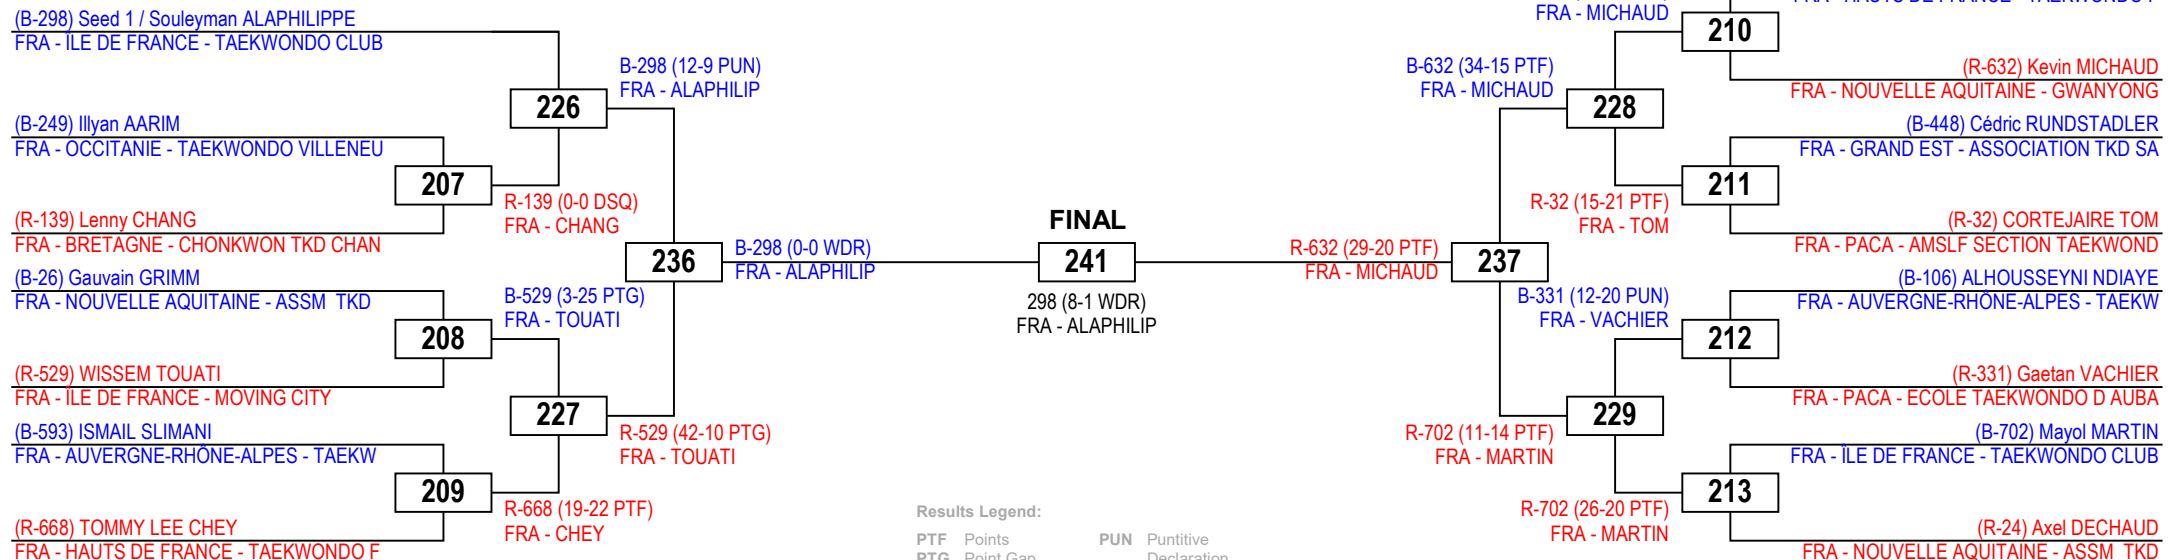 (B-298) Seed 1 / Souleyman ALAPHILIPPE
FRA - ÎLE DE FRANCE - TAEKWONDO CLUB
B-298 (12-9 PUN)
FRA - ALAPHILIP
226
(B-249) Illyan AARIM
FRA - OCCITANIE - TAEKWONDO VILLENEU
207
(R-139) Lenny CHANG
FRA - BRETAGNE - CHONKWON TKD CHAN
R-139 (0-0 DSQ)
FRA - CHANG
236
B-298 (0-0 WDR)
FRA - ALAPHILIP
(B-26) Gauvain GRIMM
FRA - NOUVELLE AQUITAINE - ASSM TKD
B-529 (3-25 PTG)
FRA - TOUATI
208
(R-529) WISSEM TOUATI
FRA - ÎLE DE FRANCE - MOVING CITY
227
R-529 (42-10 PTG)
FRA - TOUATI
(B-593) ISMAIL SLIMANI
FRA - AUVERGNE-RHÔNE-ALPES - TAEKW
209
R-668 (19-22 PTF)
FRA - CHEY
(R-668) TOMMY LEE CHEY
FRA - HAUTS DE FRANCE - TAEKWONDO F
FINAL
241
298 (8-1 WDR)
FRA - ALAPHILIP
Results Legend:
PTF Points
PUN Puntitive
PTG Point Gap
Declaration
FRA - MICHAUD
FRA - HAUTS DE FRANCE - TAEKWONDO F
210
(R-632) Kevin MICHAUD
FRA - NOUVELLE AQUITAINE - GWANYONG
B-632 (34-15 PTF)
FRA - MICHAUD
228
(B-448) Cédric RUNDSTADLER
FRA - GRAND EST - ASSOCIATION TKD SA
211
R-32 (15-21 PTF)
FRA - TOM
(R-32) CORTEJAIRE TOM
FRA - PACA - AMSLF SECTION TAEKWOND
R-632 (29-20 PTF)
FRA - MICHAUD
237
(B-106) ALHOUSSEYNI NDIAYE
FRA - AUVERGNE-RHÔNE-ALPES - TAEKW
B-331 (12-20 PUN)
FRA - VACHIER
212
(R-331) Gaetan VACHIER
FRA - PACA - ECOLE TAEKWONDO D AUBA
229
R-702 (11-14 PTF)
FRA - MARTIN
(B-702) Mayol MARTIN
FRA - ÎLE DE FRANCE - TAEKWONDO CLUB
213
R-702 (26-20 PTF)
FRA - MARTIN
(R-24) Axel DECHAUD
FRA - NOUVELLE AQUITAINE - ASSM TKD